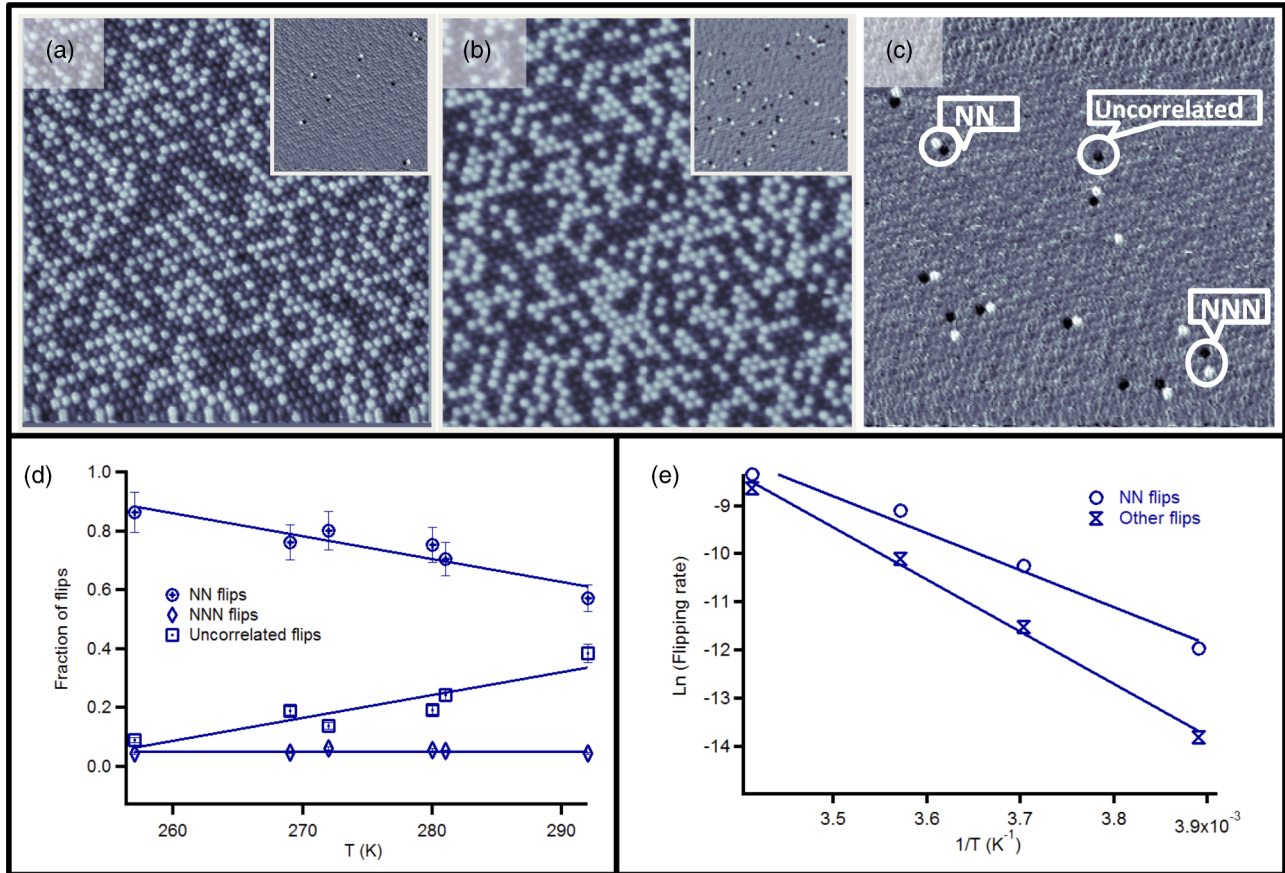 (a)
(b)
(c)
NN
Uncorrelated
NNN
(d)
1.0
0.8
0.6
0.4
0.2
0.0
Fraction of flips
NN flips
NNN flips
Uncorrelated flips
260
270
280
290
T (K)
(e)
-9
-10
-11
-12
-13
-14
Ln (Flipping rate)
NN flips
Other flips
3.5
3.6
3.7
3.8
3.9x10⁻³
1/T (K⁻¹)